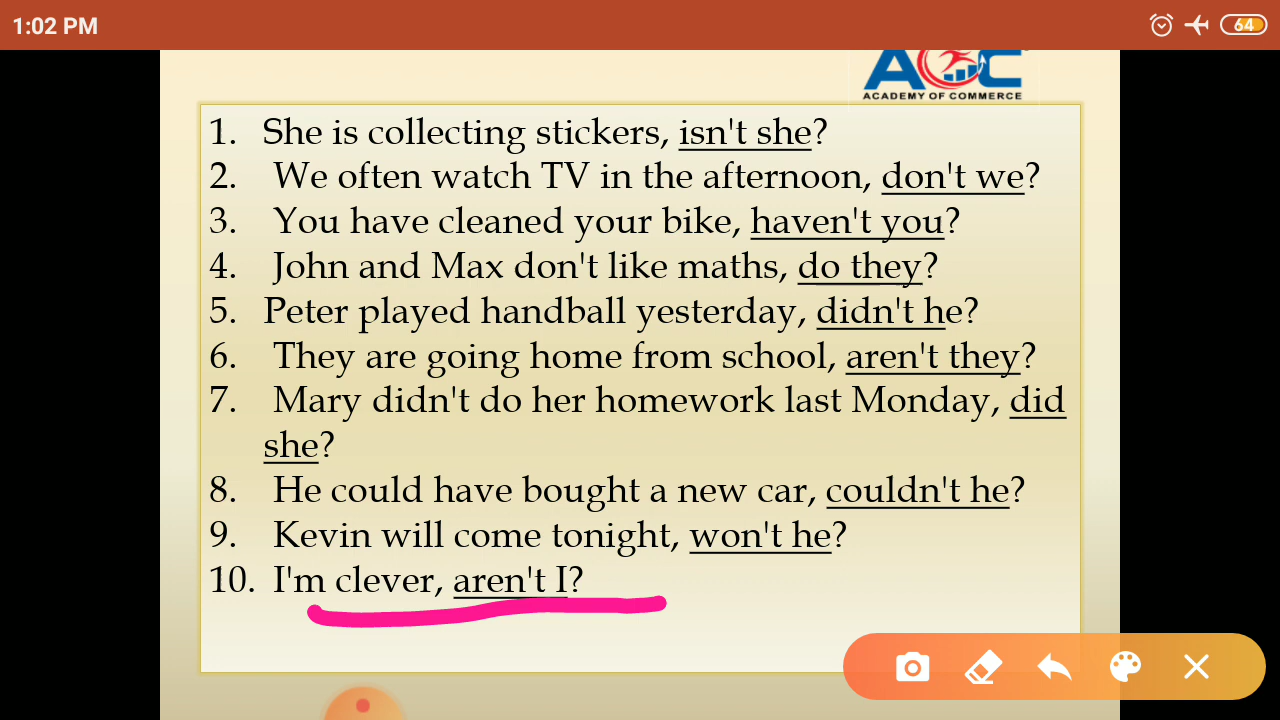 1:02 PM
64
AOC
ACADEMY OF COMMERCE
1. She is collecting stickers, isn't she?
2. We often watch TV in the afternoon, don't we?
3. You have cleaned your bike, haven't you?
4. John and Max don't like maths, do they?
5. Peter played handball yesterday, didn't he?
6. They are going home from school, aren't they?
7. Mary didn't do her homework last Monday, did
she?
8. He could have bought a new car, couldn't he?
9. Kevin will come tonight, won't he?
10. I'm clever, aren't I?